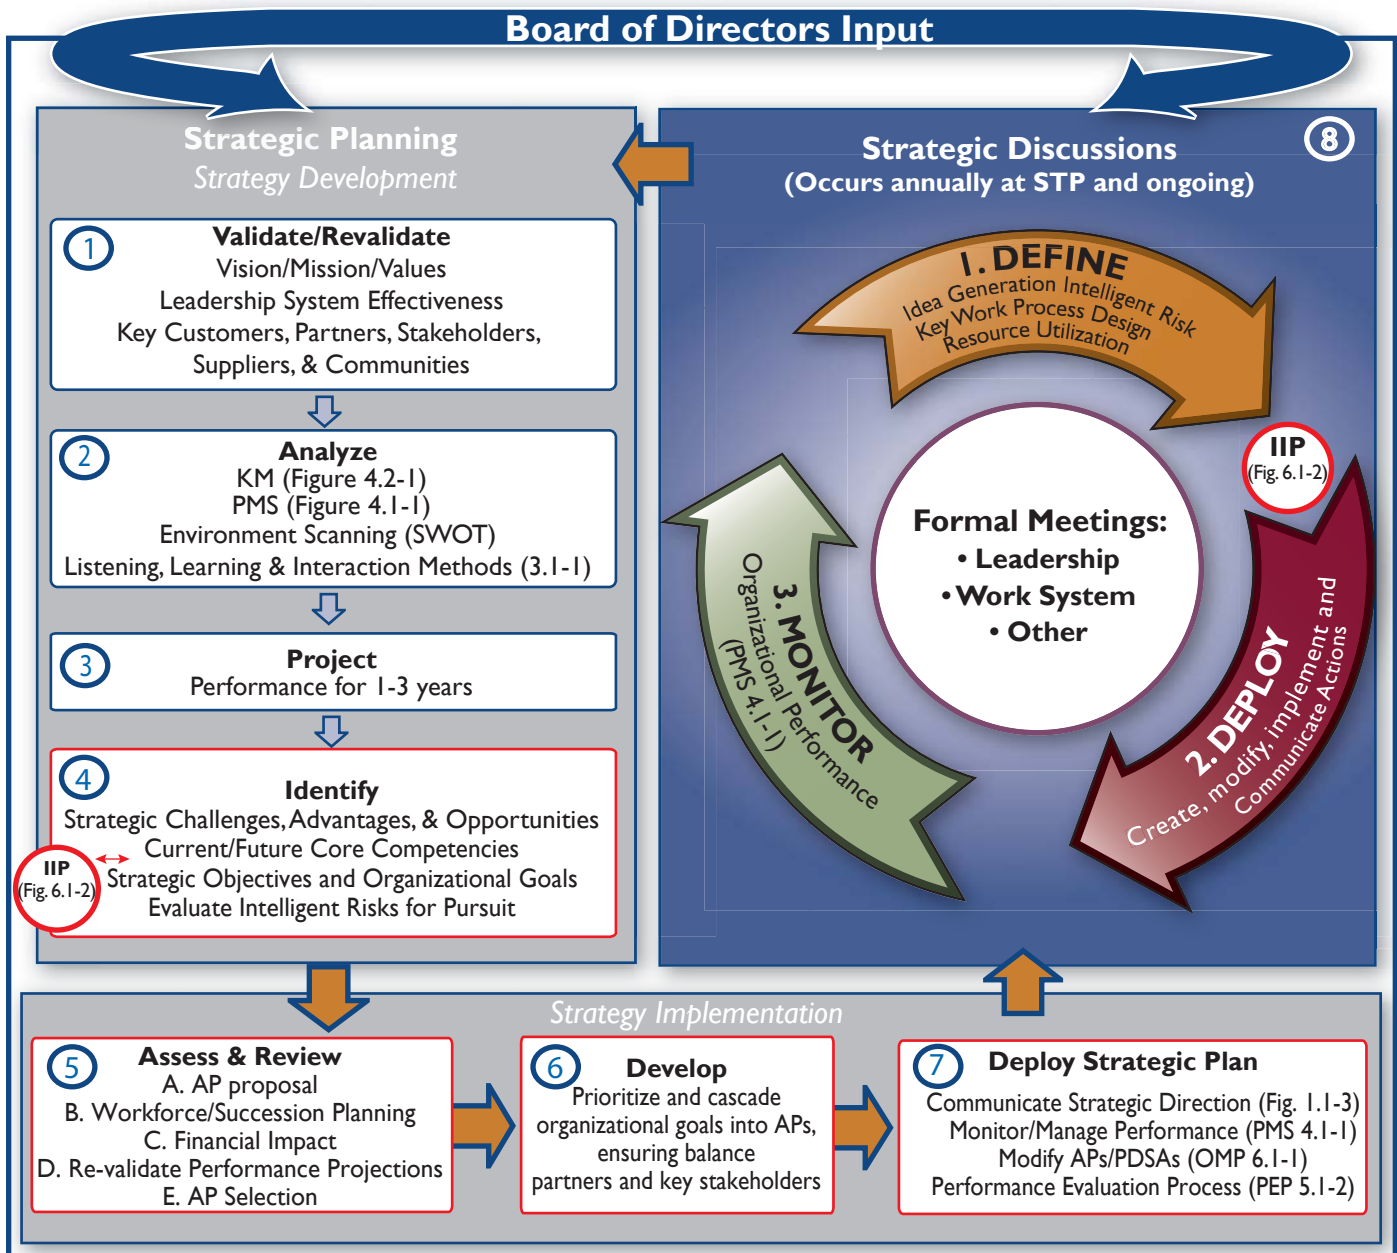 Board of Directors Input
Strategic Planning
Strategy Development
1
Validate/Revalidate
Vision/Mission/Values
Leadership System Effectiveness
Key Customers, Partners, Stakeholders,
Suppliers, & Communities
2
Analyze
KM (Figure 4.2-1)
PMS (Figure 4.1-1)
Environment Scanning (SWOT)
Listening, Learning & Interaction Methods (3.1-1)
3
Project
Performance for 1-3 years
4
Identify
Strategic Challenges, Advantages, & Opportunities
Current/Future Core Competencies
Strategic Objectives and Organizational Goals
Evaluate Intelligent Risks for Pursuit
IIP
(Fig. 6.1-2)
8
Strategic Discussions
(Occurs annually at STP and ongoing)
1. DEFINE
Idea Generation Intelligent Risk
Key Work Process Design
Resource Utilization
IIP
(Fig. 6.1-2)
2. DEPLOY
Create, modify, implement and
Communicate Actions
3. MONITOR
Organizational Performance
(PMS 4.1-1)
Formal Meetings:
• Leadership
• Work System
• Other
Strategy Implementation
5
Assess & Review
A. AP proposal
B. Workforce/Succession Planning
C. Financial Impact
D. Re-validate Performance Projections
E. AP Selection
6
Develop
Prioritize and cascade
organizational goals into APs,
ensuring balance
partners and key stakeholders
7
Deploy Strategic Plan
Communicate Strategic Direction (Fig. 1.1-3)
Monitor/Manage Performance (PMS 4.1-1)
Modify APs/PDSAs (OMP 6.1-1)
Performance Evaluation Process (PEP 5.1-2)